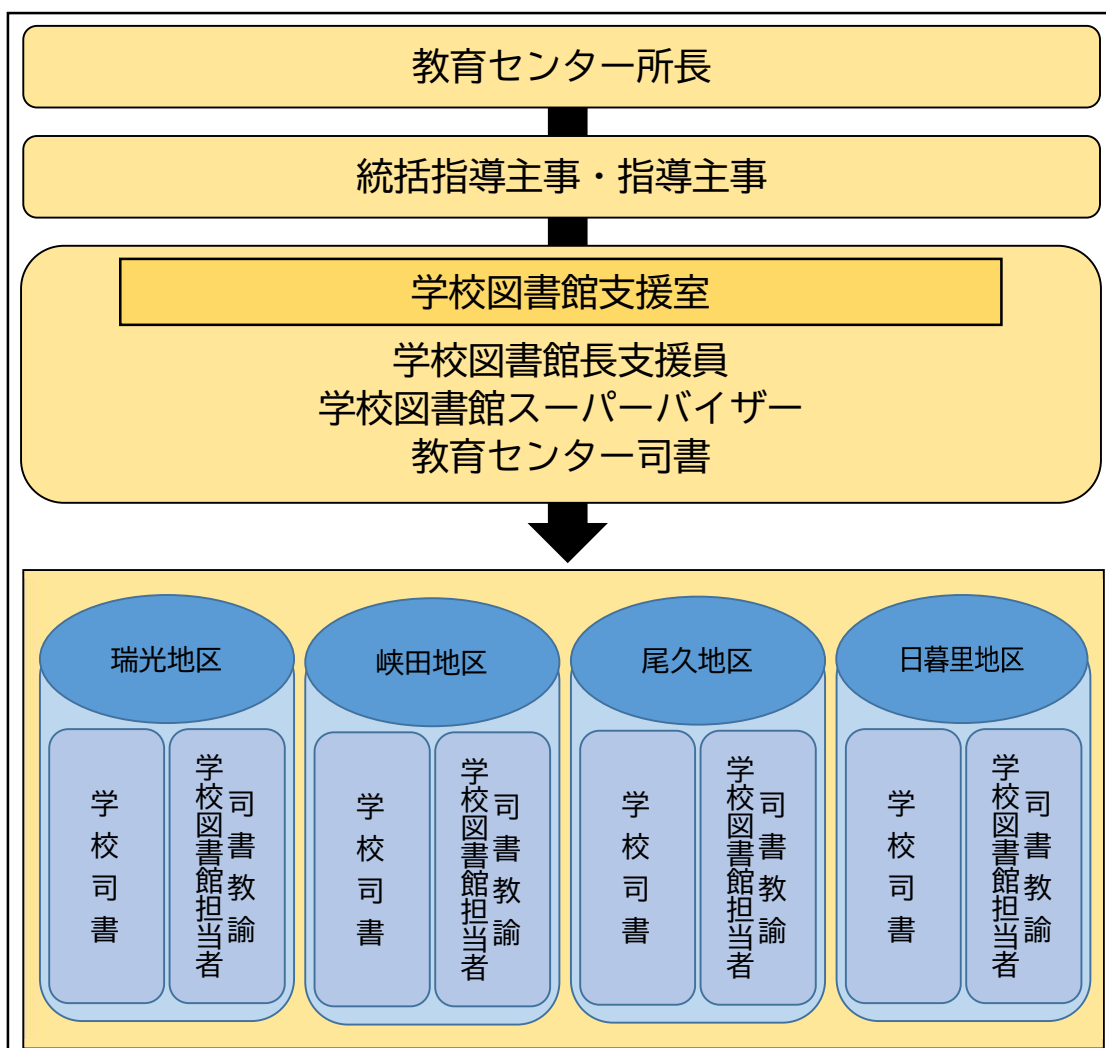 教育センター所長
統括指導主事・指導主事
学校図書館支援室
学校図書館長支援員
学校図書館スーパーバイザー
教育センター司書
瑞光地区
学校司書
司書教諭
学校図書館担当者
峡田地区
学校司書
司書教諭
学校図書館担当者
尾久地区
学校司書
司書教諭
学校図書館担当者
日暮里地区
学校司書
司書教諭
学校図書館担当者